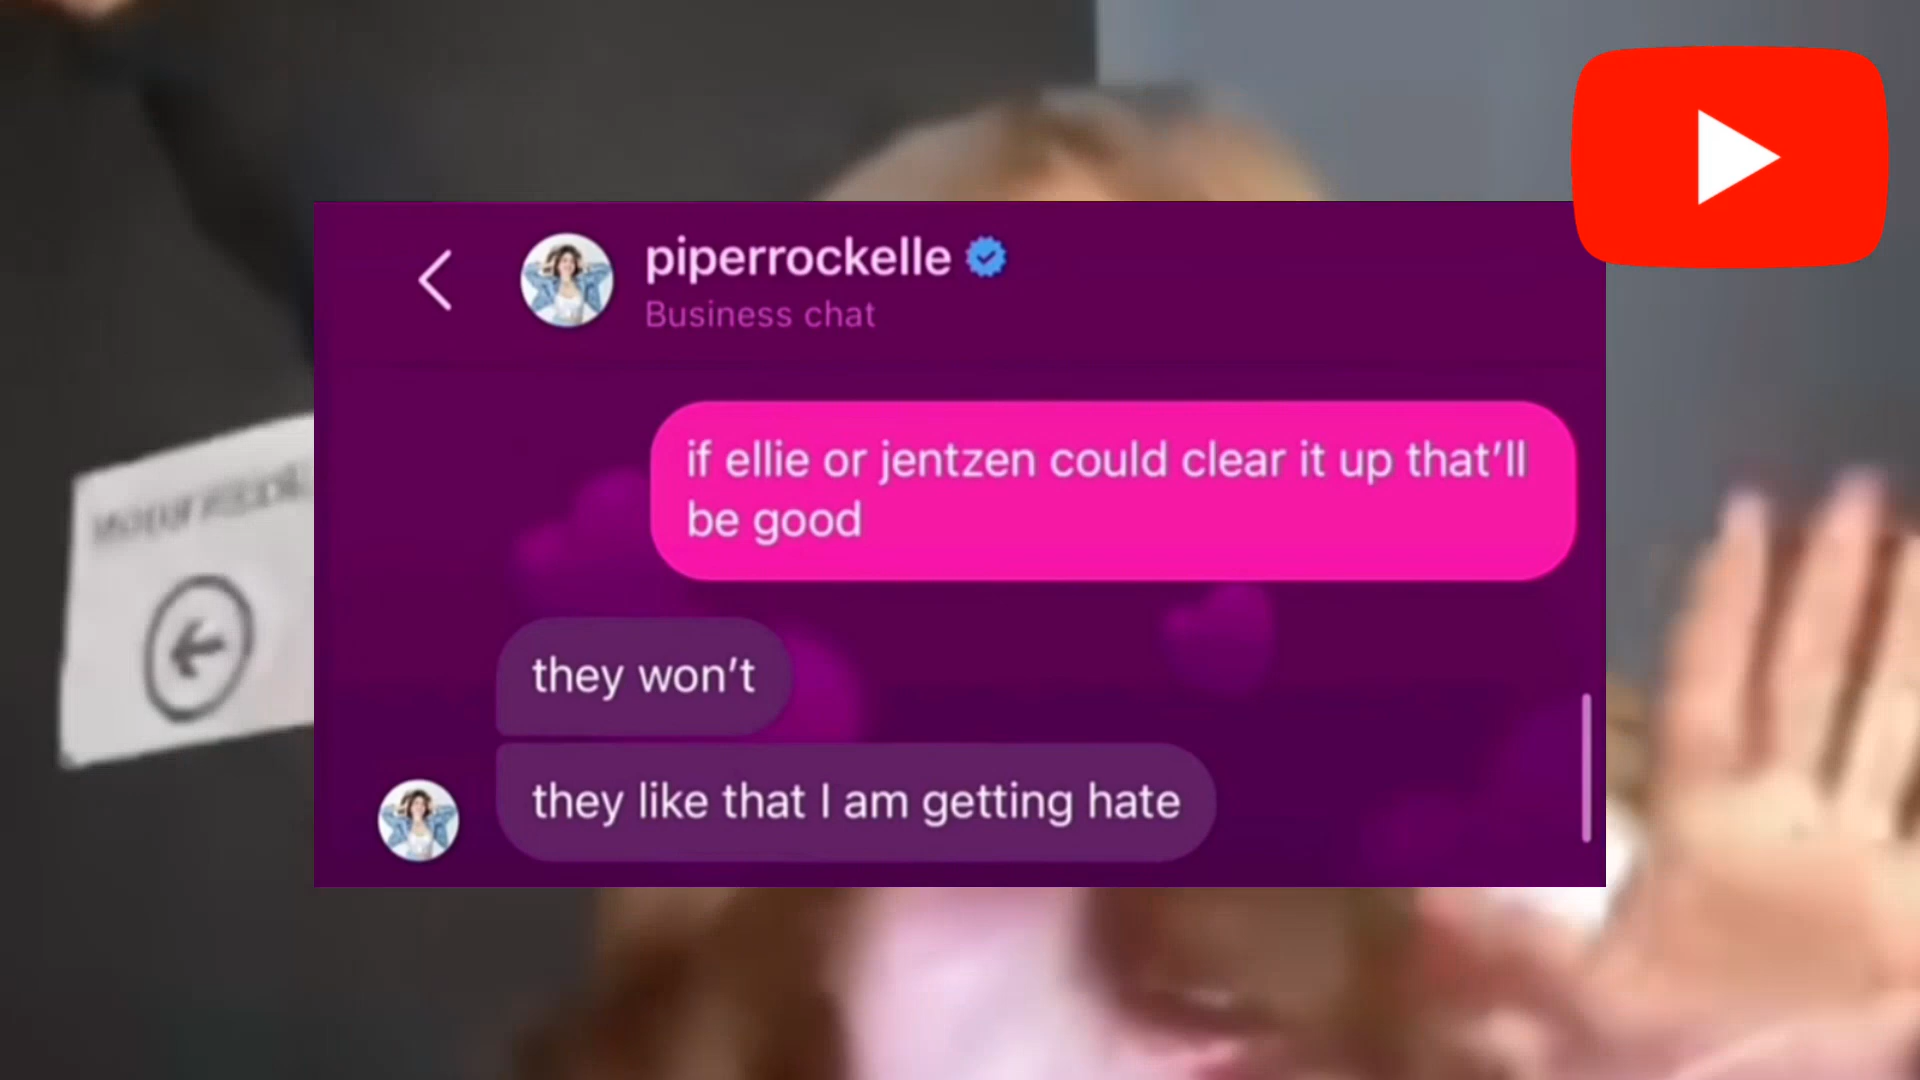 piperrockelle
Business chat
if ellie or jentzen could clear it up that'll
be good
they won't
they like that I am getting hate